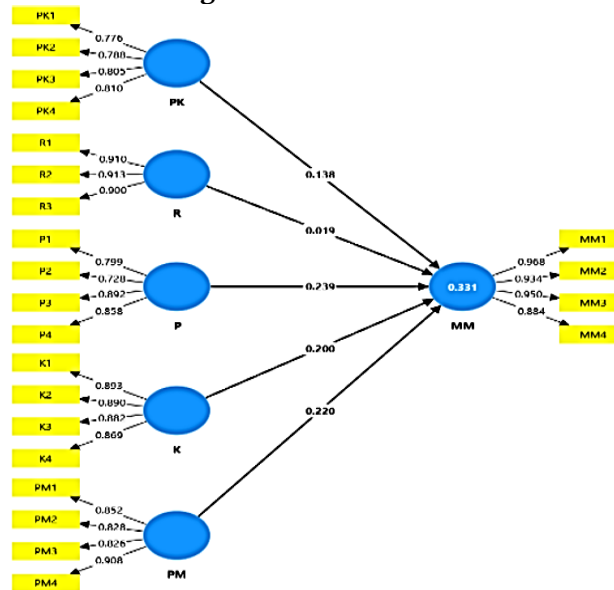 PK1
PK2
PK3
PK4
0.776
0.788
0.805
0.810
PK
R1
R2
R3
0.910
0.913
0.900
R
P1
P2
P3
P4
0.799
0.728
0.892
0.858
P
K1
K2
K3
K4
0.893
0.890
0.882
0.869
K
PM1
PM2
PM3
PM4
0.852
0.828
0.826
0.908
PM
0.138
0.019
0.239
0.200
0.220
0.331
MM
0.968
0.934
0.950
0.884
MM1
MM2
MM3
MM4